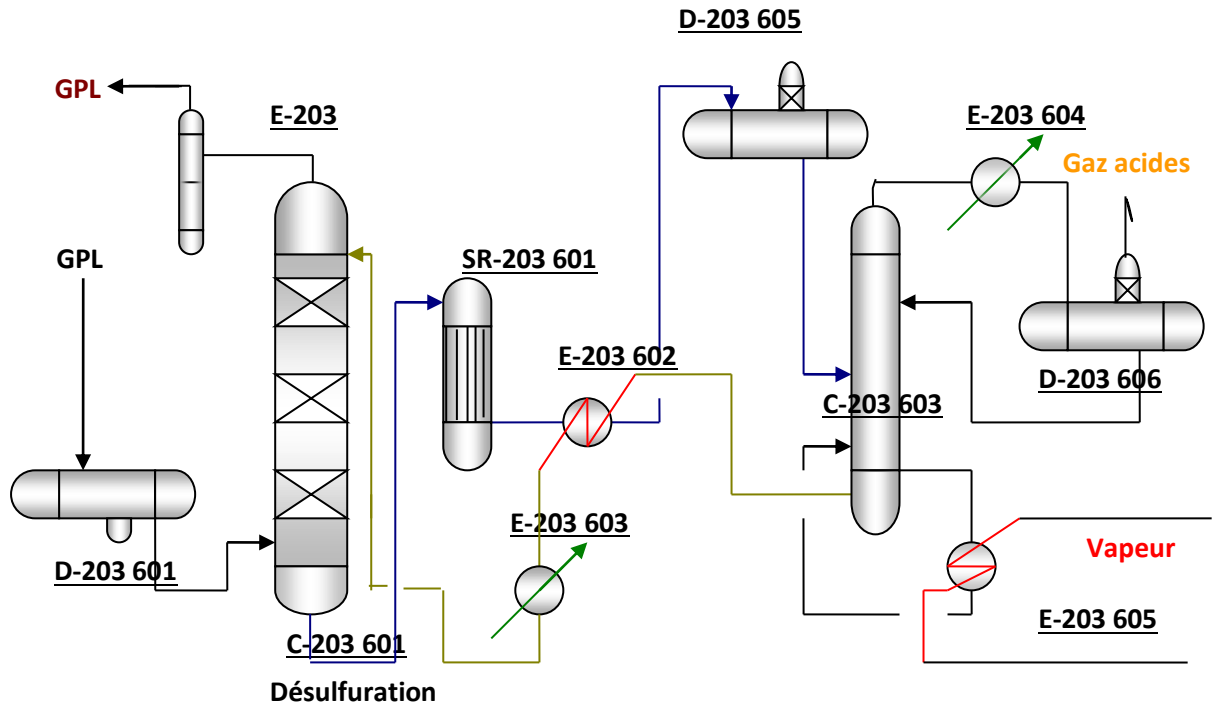 D-203 605
GPL
E-203
E-203 604
Gaz acides
GPL
SR-203 601
E-203 602
D-203 606
C-203 603
E-203 603
Vapeur
D-203 601
E-203 605
C-203 601
Désulfuration